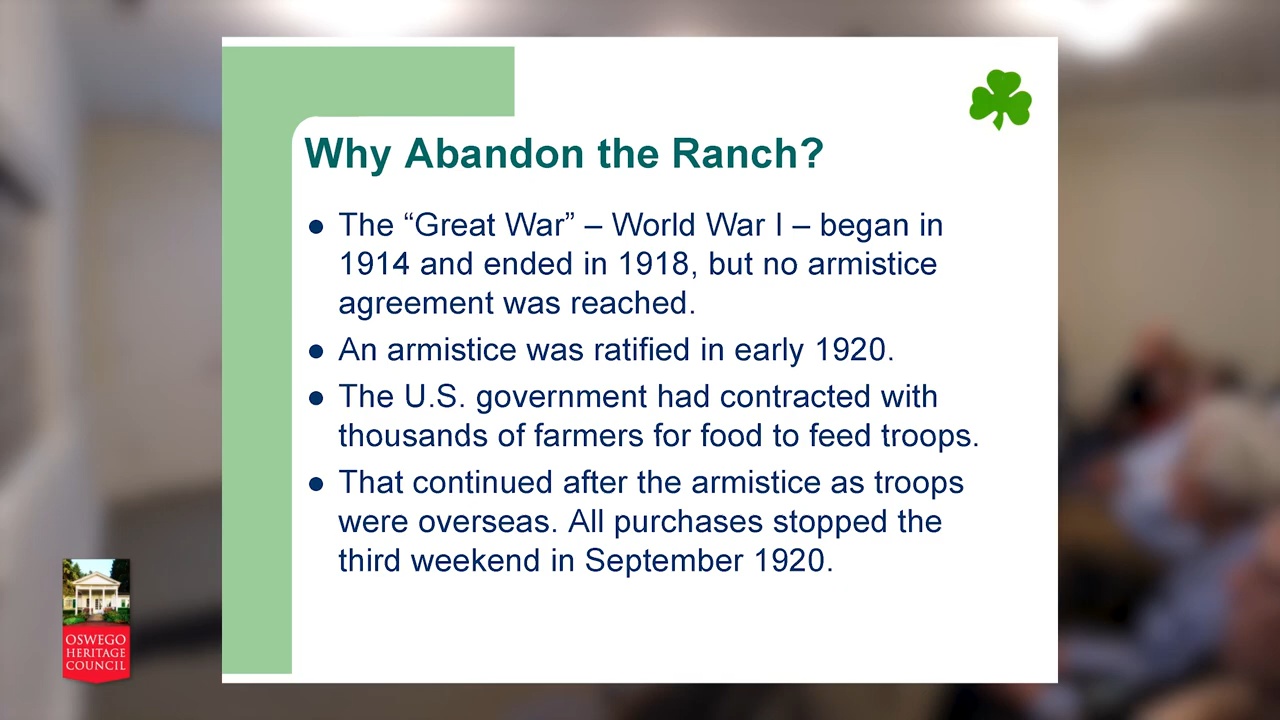 Why Abandon the Ranch?
● The “Great War” – World War I – began in
1914 and ended in 1918, but no armistice
agreement was reached.
● An armistice was ratified in early 1920.
● The U.S. government had contracted with
thousands of farmers for food to feed troops.
● That continued after the armistice as troops
were overseas. All purchases stopped the
third weekend in September 1920.
OSWEGO
HERITAGE
COUNCIL